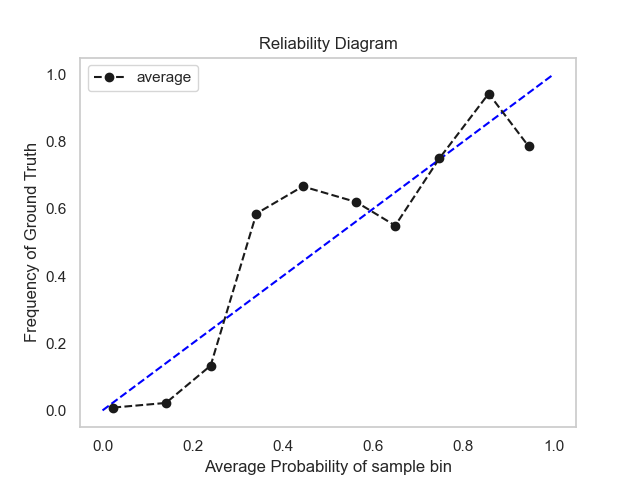 Reliability Diagram
average
Frequency of Ground Truth
1.0
0.8
0.6
0.4
0.2
0.0
0.0 0.2 0.4 0.6 0.8 1.0
Average Probability of sample bin